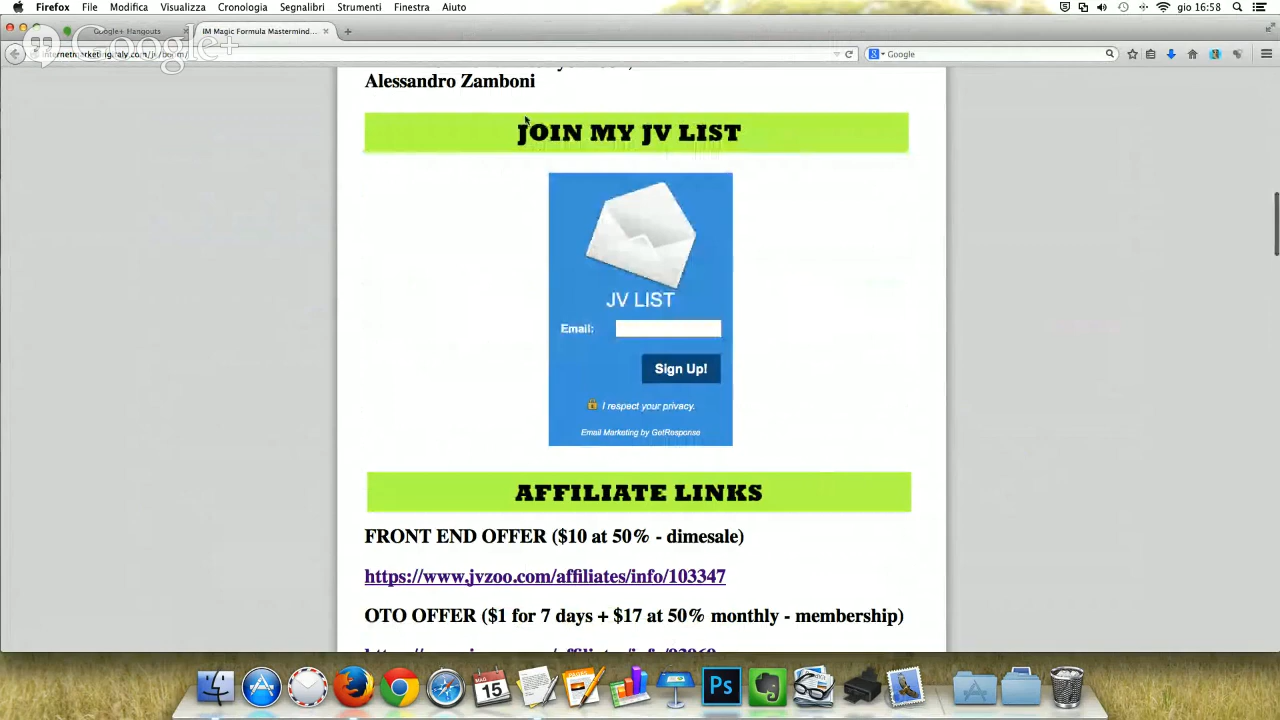 Firefox File Modifica Visualizza Cronologia Segnalibri Strumenti Finestra Aiuto gio 16:58
Google+ Hangouts IM Magic Formula Mastermind...
Google+
Google
Alessandro Zamboni
JOIN MY JV LIST
JV LIST
Email:
Sign Up!
I respect your privacy.
Email Marketing by GetResponse
AFFILIATE LINKS
FRONT END OFFER ($10 at 50% - dimesale)
https://www.jvzoo.com/affiliates/info/103347
OTO OFFER ($1 for 7 days + $17 at 50% monthly - membership)
MAG
15
Ps